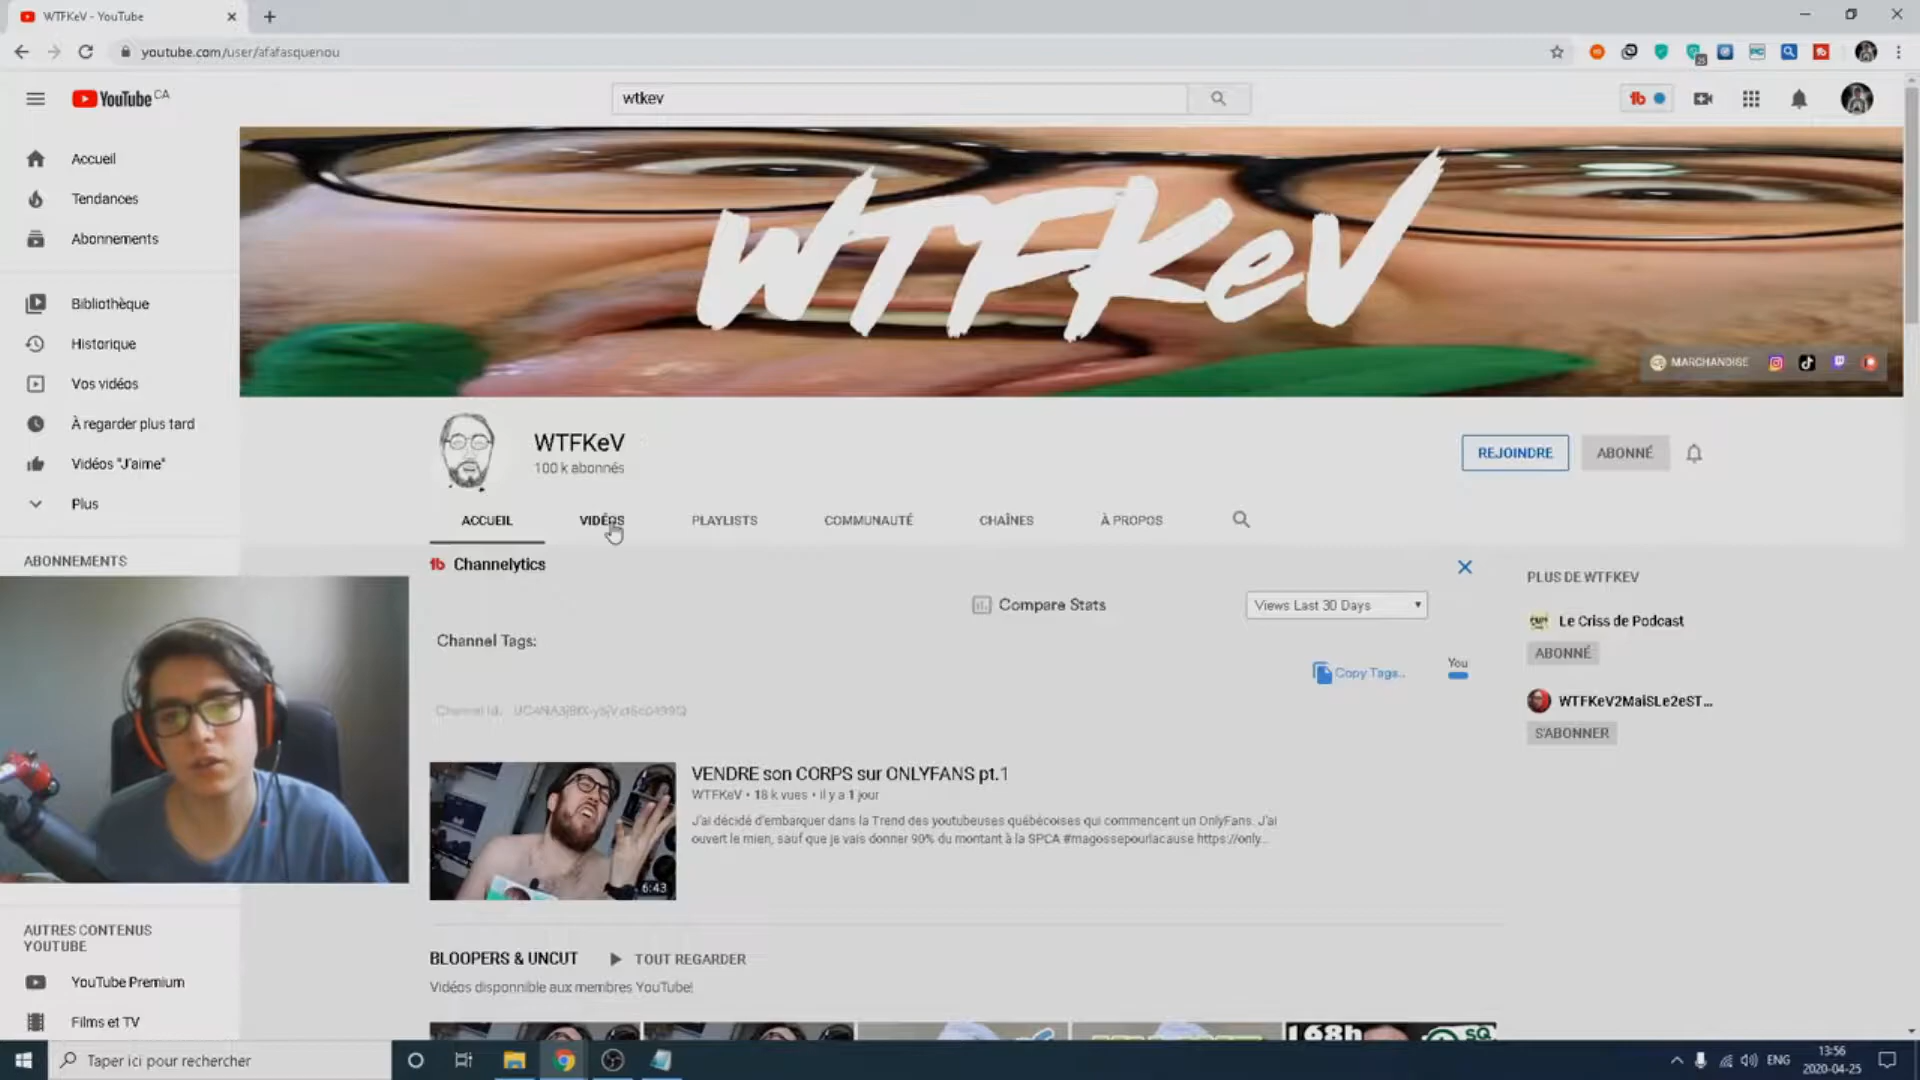 WTFKeV - YouTube
youtube.com/user/afafasquenou
YouTube CA
wtkev
Accueil
Tendances
Abonnements
Bibliothèque
Historique
Vos vidéos
À regarder plus tard
Vidéos "J'aime"
Plus
ABONNEMENTS
AUTRES CONTENUS
YOUTUBE
YouTube Premium
Films et TV
WTFKeV
MARCHANDISE
WTFKeV
100 k abonnés
REJOINDRE
ABONNÉ
ACCUEIL
VIDÉOS
PLAYLISTS
COMMUNAUTÉ
CHAÎNES
À PROPOS
Channelytics
Compare Stats
Views Last 30 Days
Channel Tags:
Copy Tags..
You
Channel Id:
VENDRE son CORPS sur ONLYFANS pt.1
WTFKeV • 18 k vues • il y a 1 jour
J'ai décidé d'embarquer dans la Trend des youtubeuses québécoises qui commencent un OnlyFans. J'ai
ouvert le mien, sauf que je vais donner 90% du montant à la SPCA #magossepourlacause https://only...
6:43
BLOOPERS & UNCUT
TOUT REGARDER
Vidéos disponnible aux membres YouTube!
168h
SQ
PLUS DE WTFKEV
Le Criss de Podcast
ABONNÉ
WTFKeV2MaiSLe2eST...
S'ABONNER
Taper ici pour rechercher
ENG
13:56
2020-04-25